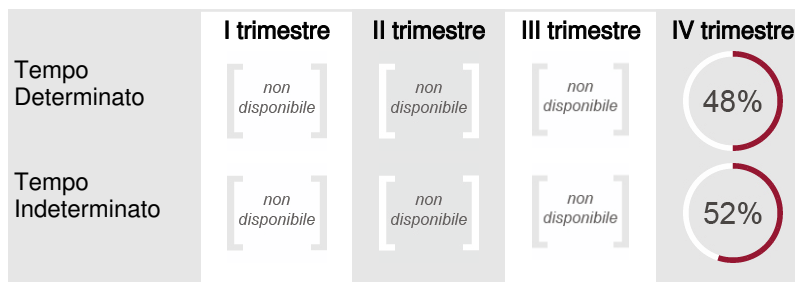 I trimestre II trimestre III trimestre IV trimestre
Tempo
Determinato
non
disponibile
non
disponibile
non
disponibile
48%
Tempo
Indeterminato
non
disponibile
non
disponibile
non
disponibile
52%